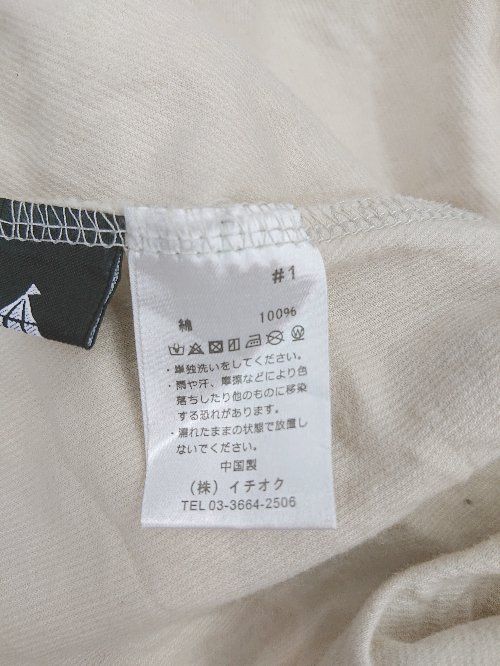 #1
綿 100%
・単独洗いをしてください。
・雨や汗、摩擦などにより色
落ちしたり他のものに移染
する恐れがあります。
・濡れたままの状態で放置し
ないでください。
中国製
(株) イチオク
TEL 03-3664-2506